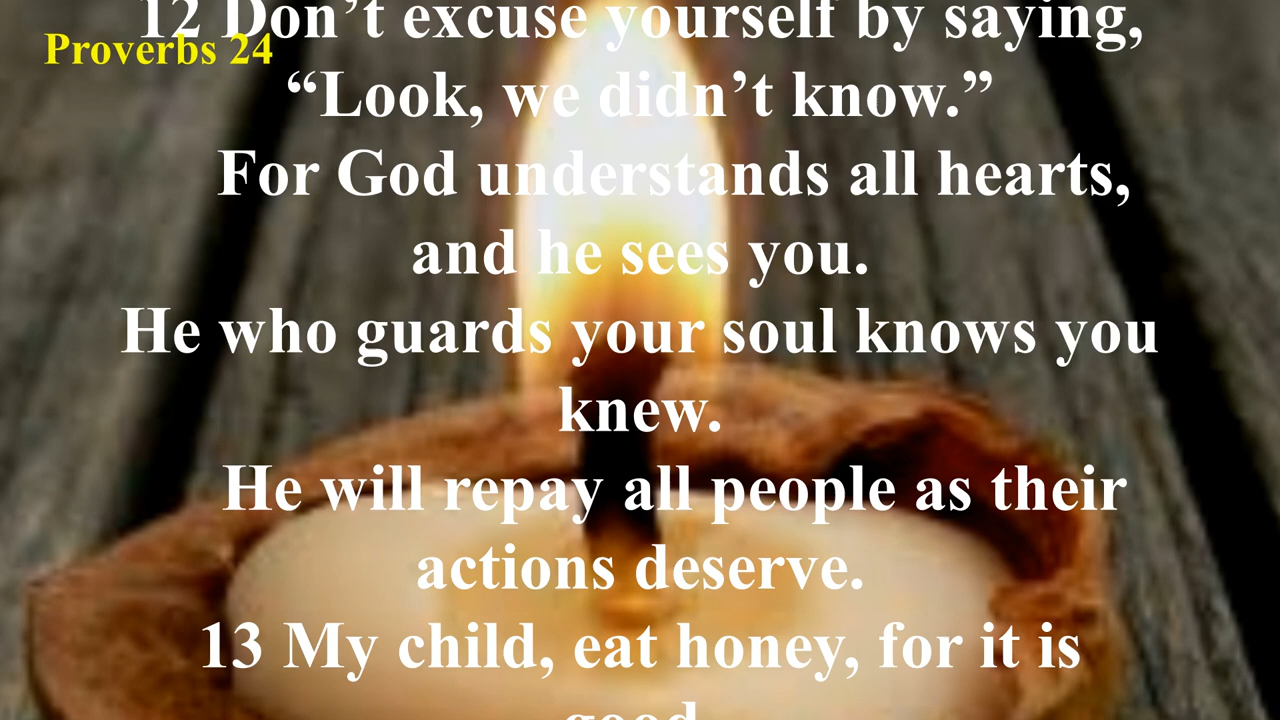 12 Don’t excuse yourself by saying,
Proverbs 24
“Look, we didn’t know.”
For God understands all hearts,
and he sees you.
He who guards your soul knows you
knew.
He will repay all people as their
actions deserve.
13 My child, eat honey, for it is
good